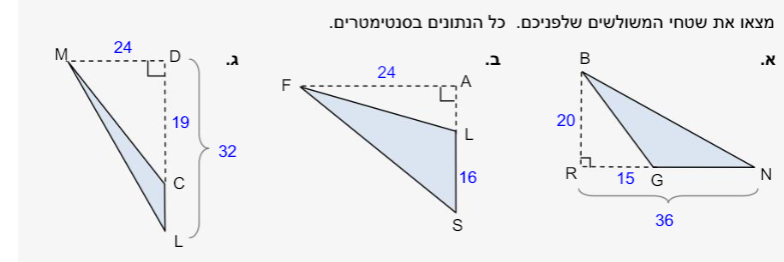 מצאו את שטחי המשולשים שלפניכם. כל הנתונים בסנטימטרים.
א.
B
20
R
15
G
N
36
ב.
F
24
A
L
16
S
ג.
M
24
D
19
32
C
L